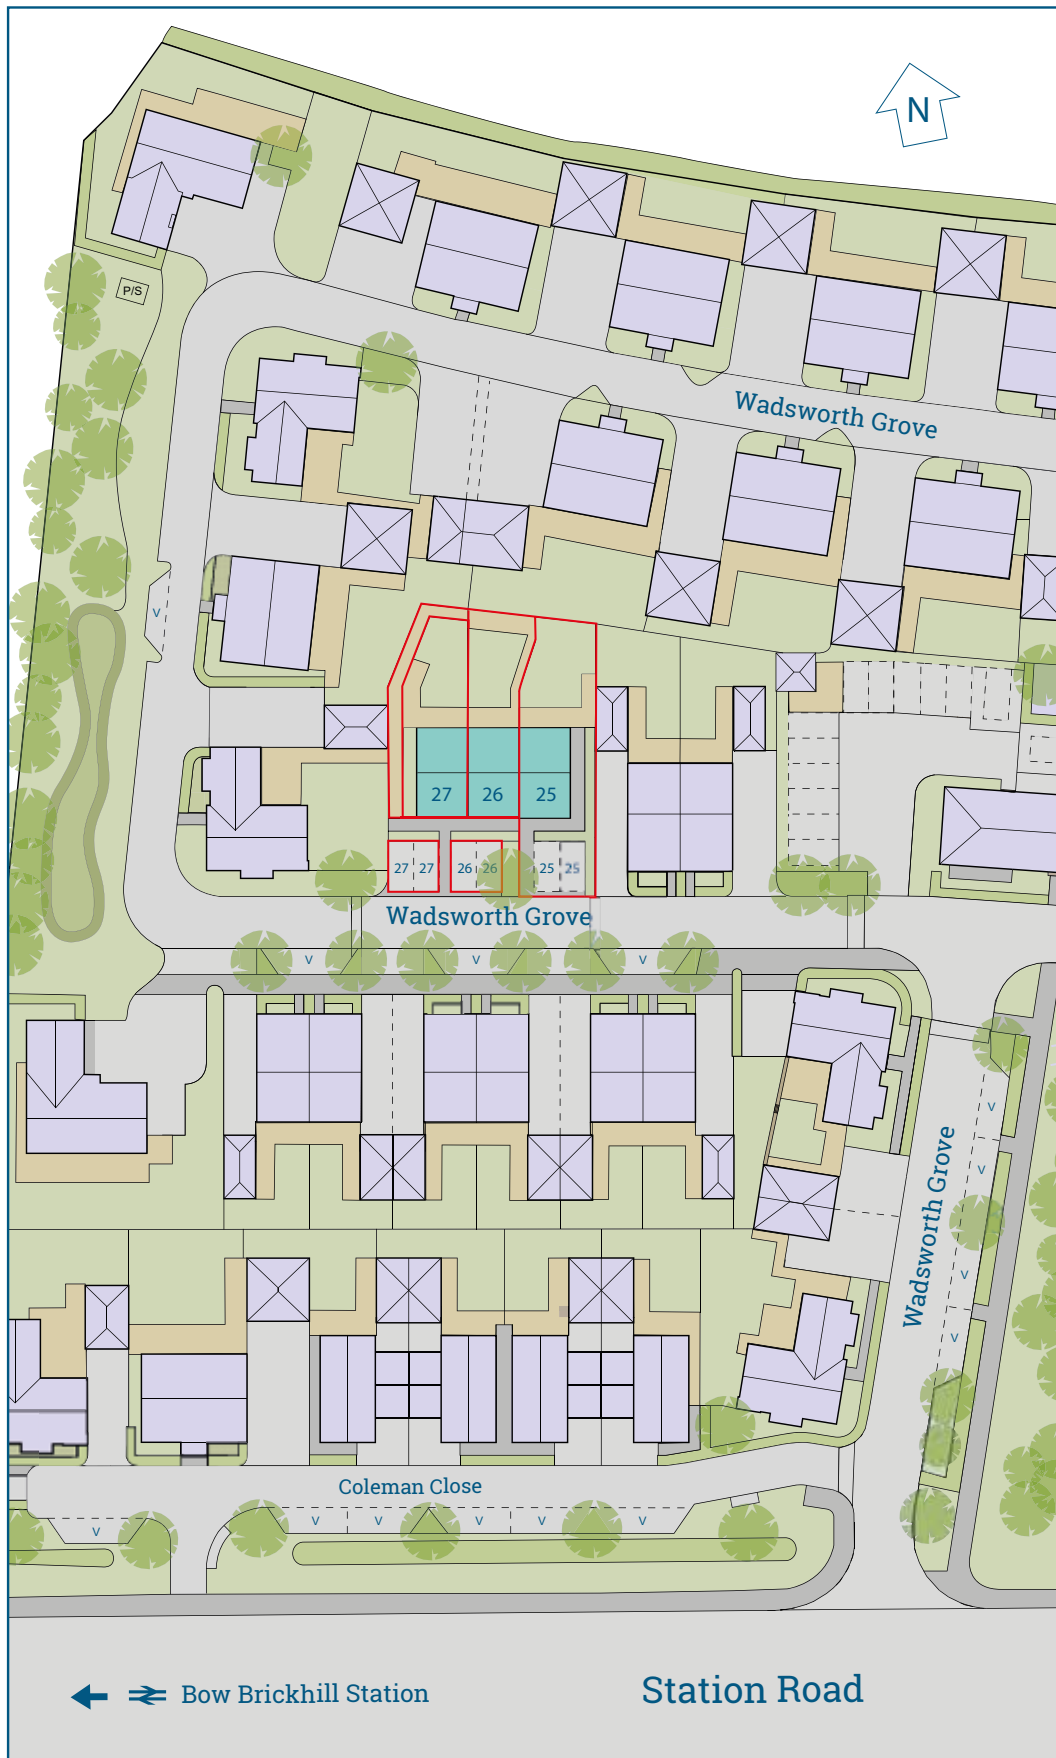 N
P/S
Wadsworth Grove
V
27 26 25
27 27 26 26 25 25
Wadsworth Grove
V V V
V
V
Wadsworth Grove
V
V
Coleman Close
V V V V V V
Bow Brickhill Station
Station Road